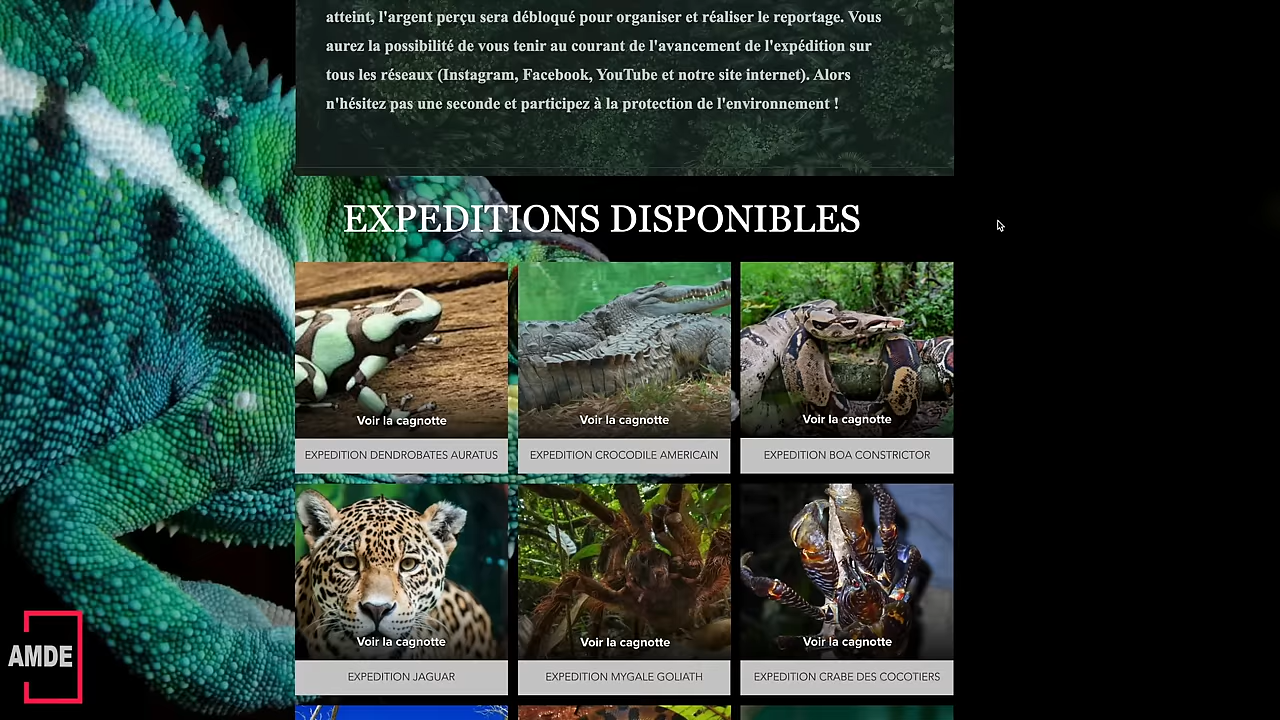 atteint, l'argent perçu sera débloqué pour organiser et réaliser le reportage. Vous
aurez la possibilité de vous tenir au courant de l'avancement de l'expédition sur
tous les réseaux (Instagram, Facebook, YouTube et notre site internet). Alors
n'hésitez pas une seconde et participez à la protection de l'environnement !
EXPEDITIONS DISPONIBLES
Voir la cagnotte
Voir la cagnotte
Voir la cagnotte
EXPEDITION DENDROBATES AURATUS
EXPEDITION CROCODILE AMERICAIN
EXPEDITION BOA CONSTRICTOR
Voir la cagnotte
Voir la cagnotte
Voir la cagnotte
EXPEDITION JAGUAR
EXPEDITION MYGALE GOLIATH
EXPEDITION CRABE DES COCOTIERS
AMDE